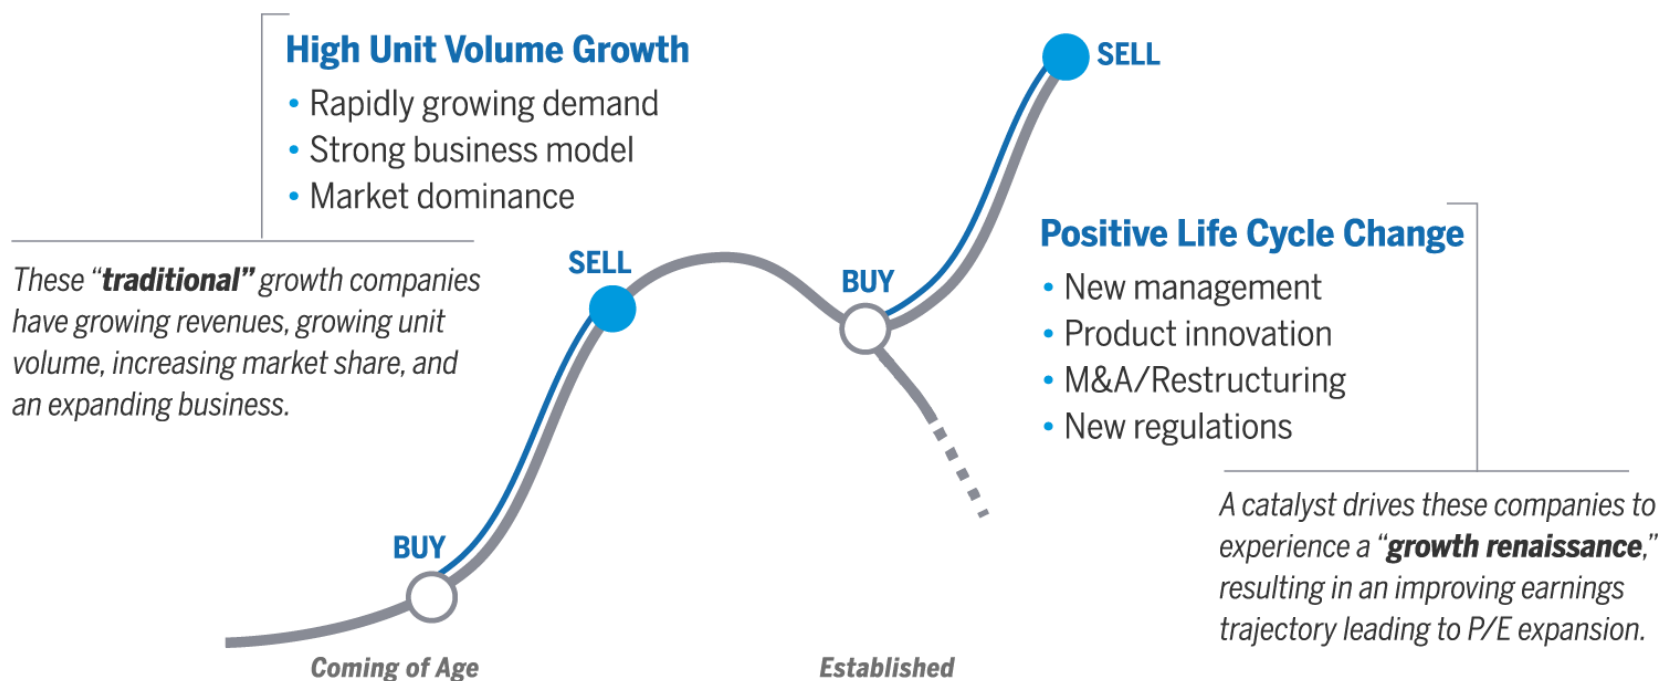 High Unit Volume Growth
• Rapidly growing demand
• Strong business model
• Market dominance
These “traditional” growth companies
have growing revenues, growing unit
volume, increasing market share, and
an expanding business.
BUY
SELL
BUY
SELL
Positive Life Cycle Change
• New management
• Product innovation
• M&A/Restructuring
• New regulations
A catalyst drives these companies to
experience a “growth renaissance,”
resulting in an improving earnings
trajectory leading to P/E expansion.
Coming of Age
Established